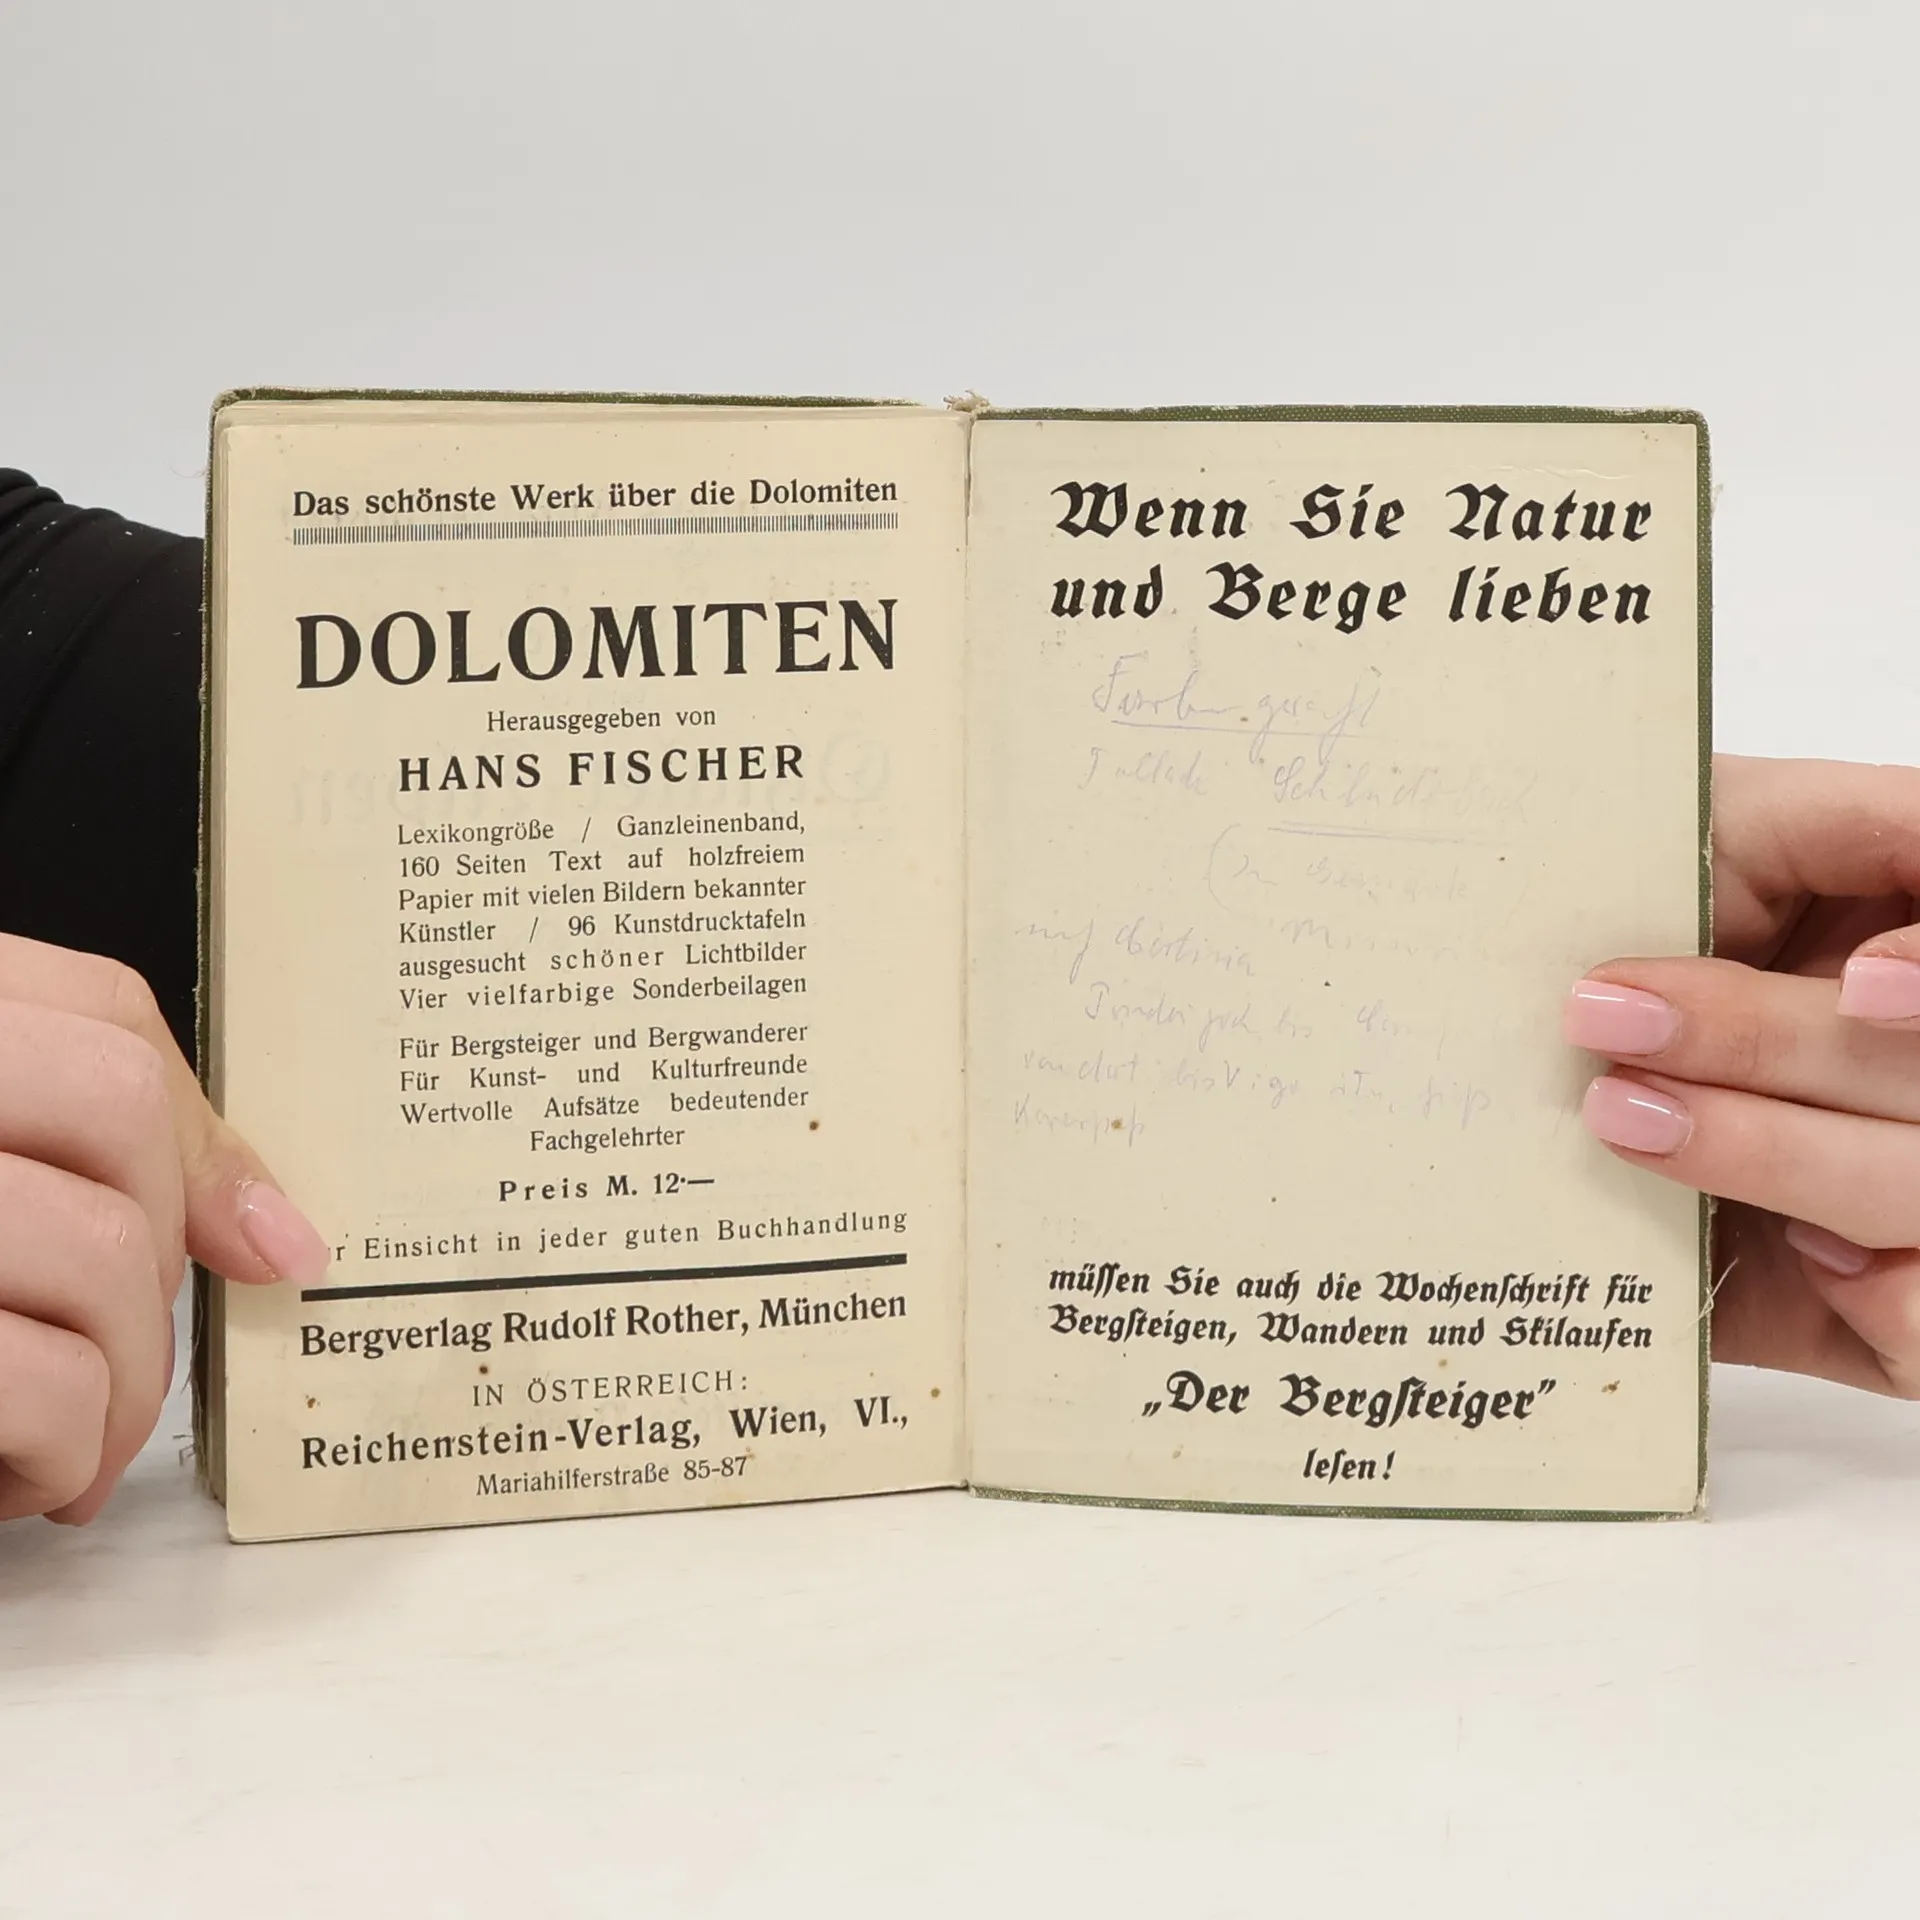 Das schönste Werk über die Dolomiten
DOLOMITEN
Herausgegeben von
HANS FISCHER
Lexikongröße / Ganzleinenband,
160 Seiten Text auf holzfreiem
Papier mit vielen Bildern bekannter
Künstler / 96 Kunstdrucktafeln
ausgesucht schöner Lichtbilder
Vier vielfarbige Sonderbeilagen
Für Bergsteiger und Bergwanderer
Für Kunst- und Kulturfreunde
Wertvolle Aufsätze bedeutender
Fachgelehrter
Preis M. 12·—
Einsicht in jeder guten Buchhandlung
Bergverlag Rudolf Rother, München
IN ÖSTERREICH:
Reichenstein-Verlag, Wien, VI.,
Mariahilferstraße 85-87
Wenn Sie Natur
und Berge lieben
müſſen Sie auch die Wochenſchrift für
Bergſteigen, Wandern und Skilaufen
„Der Bergſteiger”
leſen!